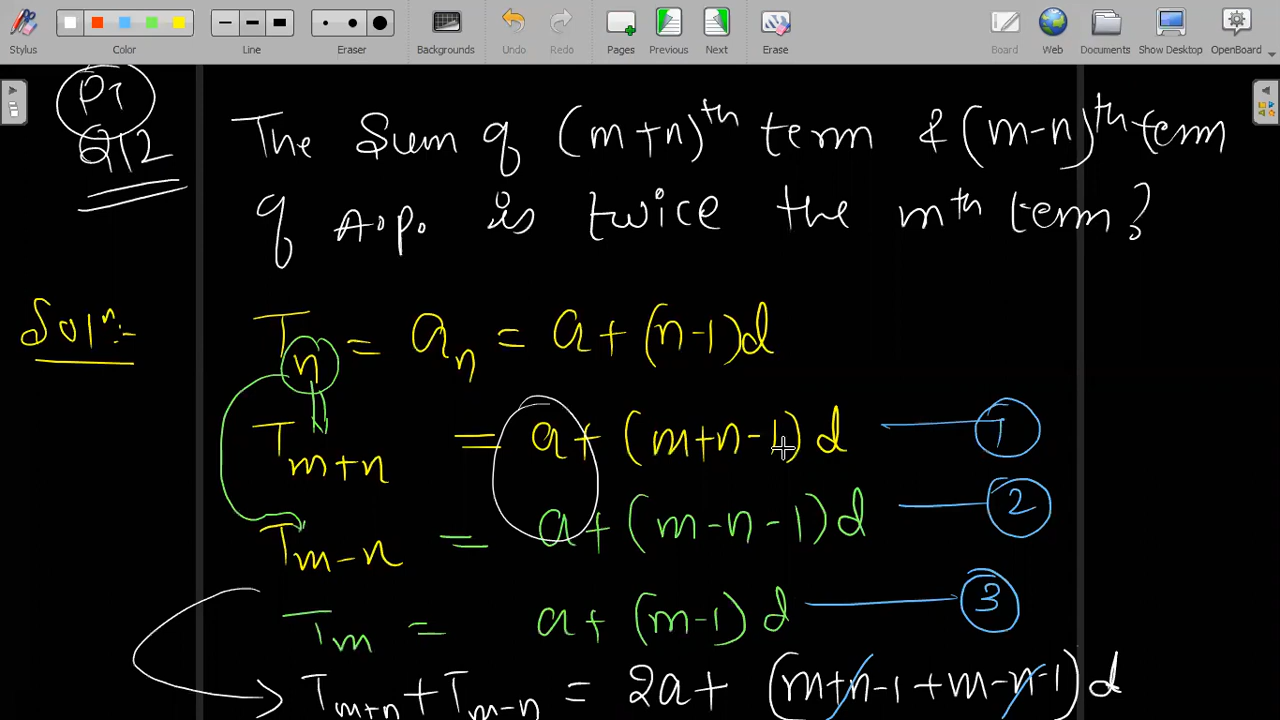 Stylus Color Line Eraser Backgrounds Undo Redo Pages Previous Next Erase Board Web Documents Show Desktop OpenBoard
PT
Q12
The Sum of (m+n)th term & (m-n)th term
of A.P. is twice the mth term?
Solⁿ:-
Tn = an = a+(n-1)d
Tm+n = a+(m+n-1)d ①
Tm-n = a+(m-n-1)d ②
Tm = a+(m-1)d ③
Tm+n+Tm-n = 2a+(m+n-1+m-n-1)d